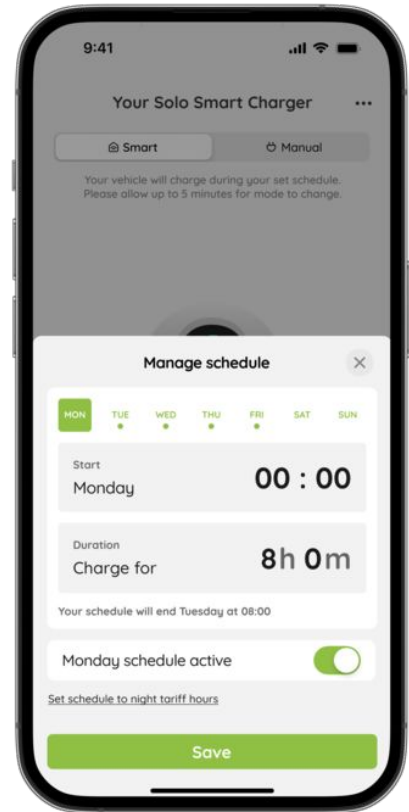 9:41
Your Solo Smart Charger
Smart
Manual
Your vehicle will charge during your set schedule.
Please allow up to 5 minutes for mode to change.
Manage schedule
MON TUE WED THU FRI SAT SUN
Start
Monday
00 : 00
Duration
Charge for
8h 0m
Your schedule will end Tuesday at 08:00
Monday schedule active
Set schedule to night tariff hours
Save